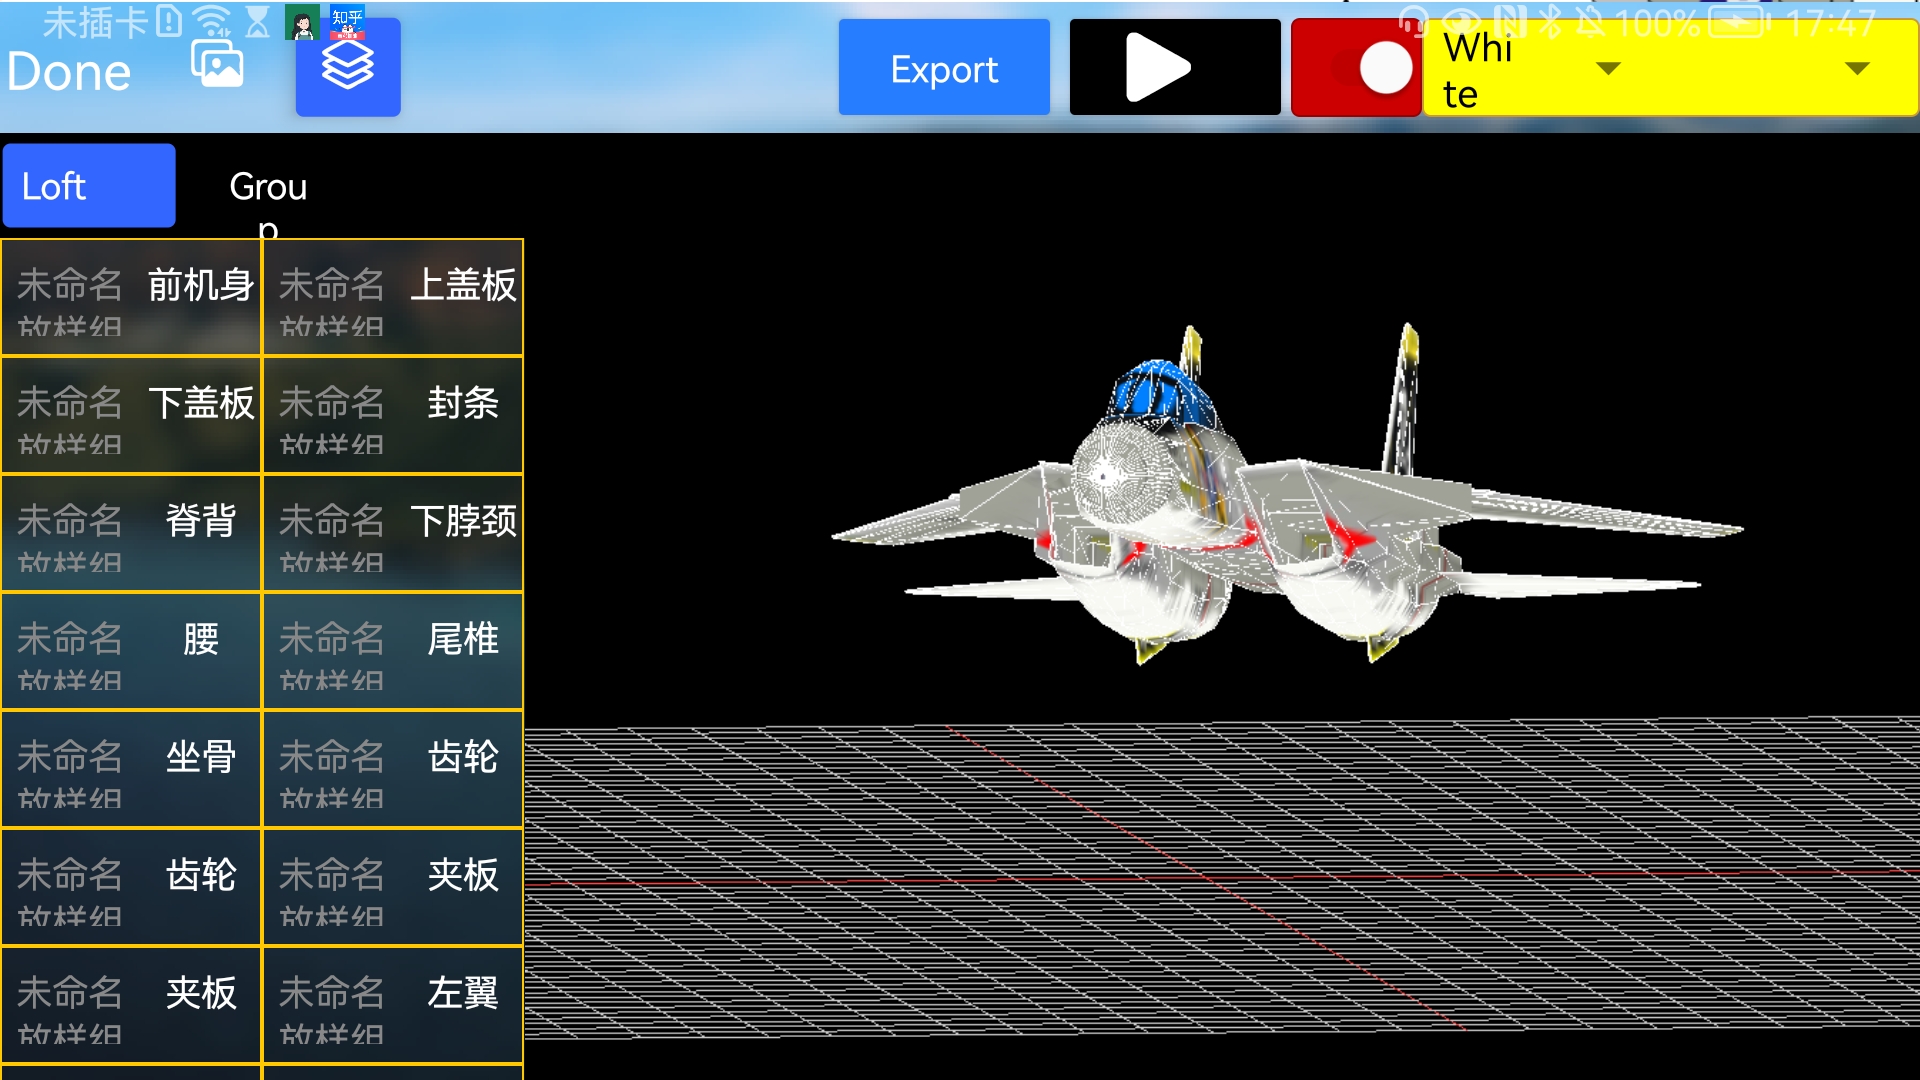 未插卡
100%
17:47
知乎
Done
Export
Whi
te
Loft
Grou
p
未命名
放样组
前机身
未命名
放样组
上盖板
未命名
放样组
下盖板
未命名
放样组
封条
未命名
放样组
脊背
未命名
放样组
下脖颈
未命名
放样组
腰
未命名
放样组
尾椎
未命名
放样组
坐骨
未命名
放样组
齿轮
未命名
放样组
齿轮
未命名
放样组
夹板
未命名
放样组
夹板
未命名
放样组
左翼